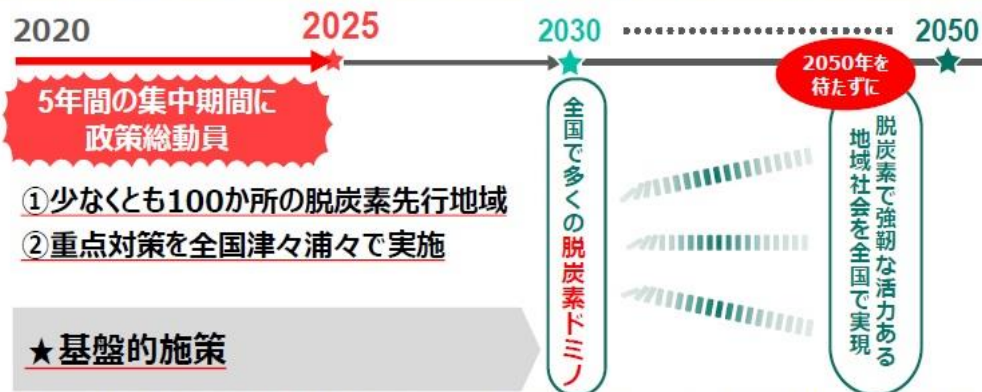 2020
2025
2030
2050
5年間の集中期間に
政策総動員
①少なくとも100か所の脱炭素先行地域
②重点対策を全国津々浦々で実施
★基盤的施策
全国で多くの脱炭素ドミノ
2050年を
待たずに
脱炭素で強靭な活力ある
地域社会を全国で実現